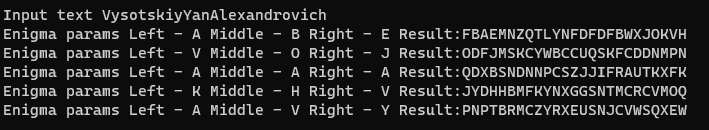 Input text VysotskiyYanAlexandrovich
Enigma params Left - A Middle - B Right - E Result:FBAEMNZQTLYNFDFDFBWXJOKVH
Enigma params Left - V Middle - O Right - J Result:ODFJMSKCYWBCCUQSKFCDDNMPN
Enigma params Left - A Middle - A Right - A Result:QDXBSNDNNPCSZJJIFRAUTKXFK
Enigma params Left - K Middle - H Right - V Result:JYDHHBMFKYNXGGSNTMCRCVMOQ
Enigma params Left - A Middle - V Right - Y Result:PNPTBRMCZYRXEUSNJCVWSQXEW